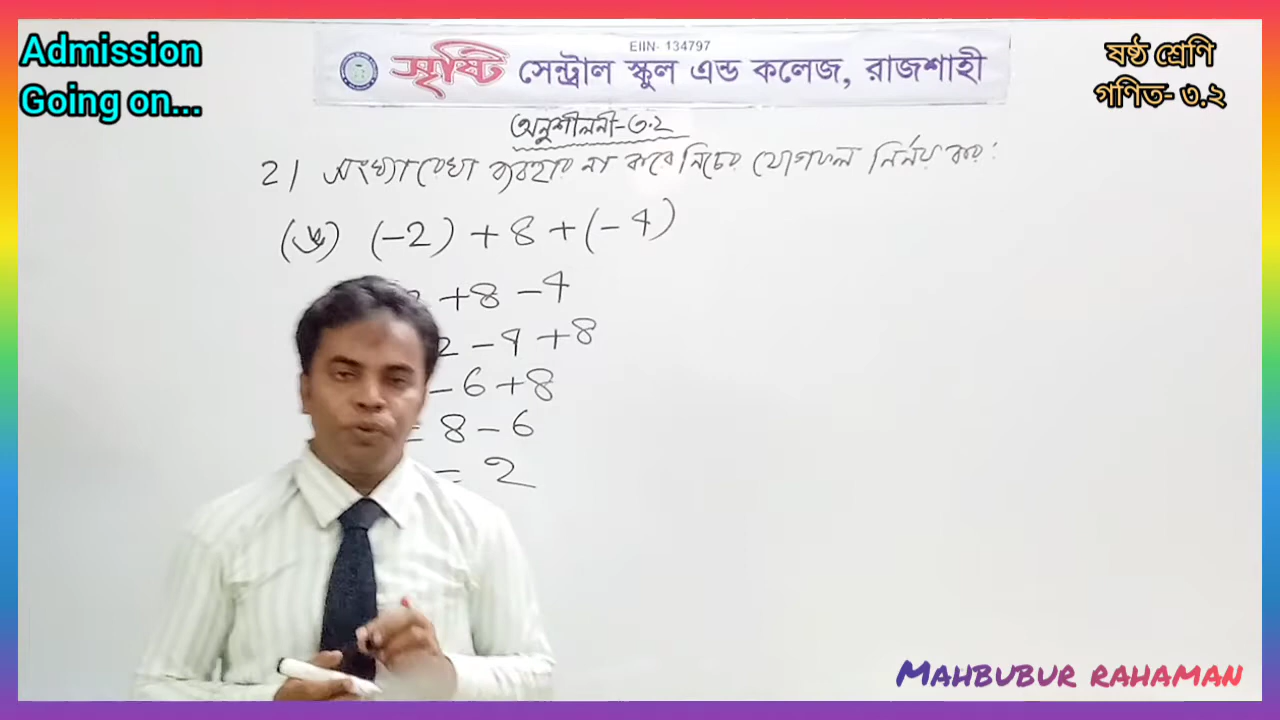 Admission
Going on...
EIIN- 134797
সৃষ্টি সেন্ট্রাল স্কুল এন্ড কলেজ, রাজশাহী
ষষ্ঠ শ্রেণি
গণিত- ৩.২
অনুশীলনী-৩.২
2। সংখ্যারেখা ব্যবহার না করে নিচের যোগফল নির্ণয় কর:
(ঙ) (-2) + 8 + (-4)
+8 -4
2 -4 +8
-6 +8
= 8-6
= 2
MAHBUBUR RAHAMAN